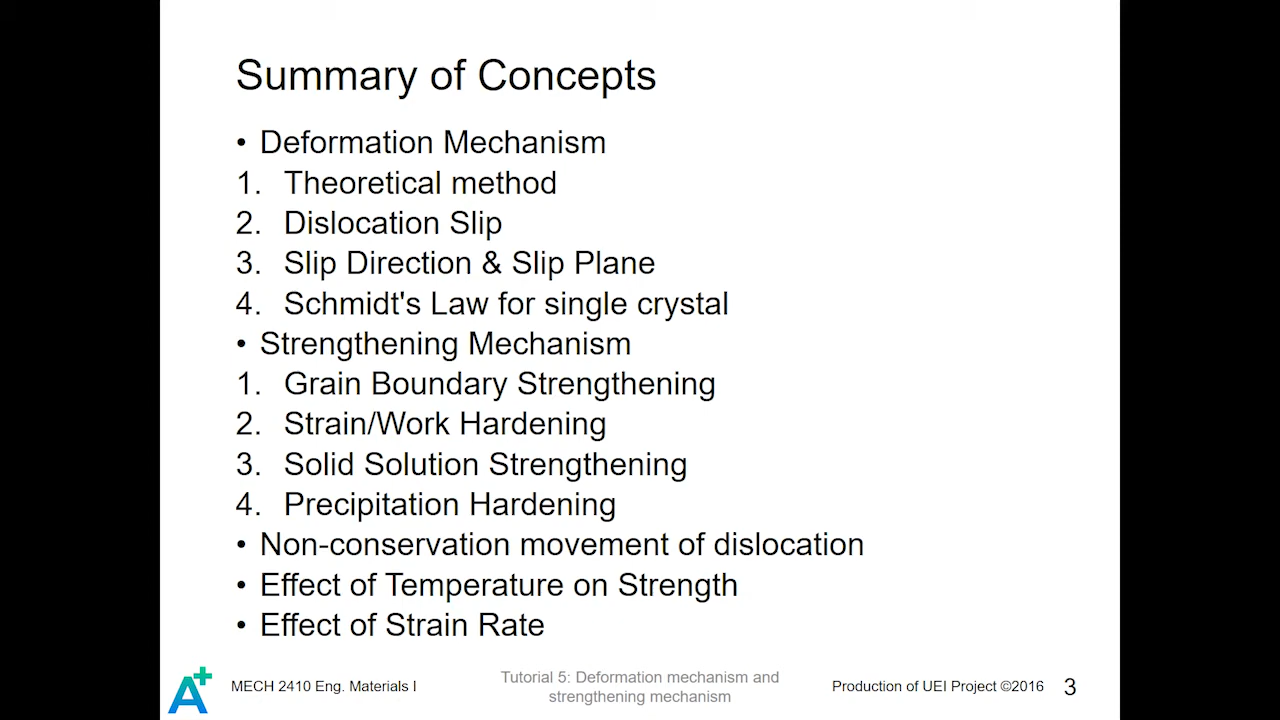 Summary of Concepts
• Deformation Mechanism
1. Theoretical method
2. Dislocation Slip
3. Slip Direction & Slip Plane
4. Schmidt's Law for single crystal
• Strengthening Mechanism
1. Grain Boundary Strengthening
2. Strain/Work Hardening
3. Solid Solution Strengthening
4. Precipitation Hardening
• Non-conservation movement of dislocation
• Effect of Temperature on Strength
• Effect of Strain Rate
A+
MECH 2410 Eng. Materials I
Tutorial 5: Deformation mechanism and
strengthening mechanism
Production of UEI Project ©2016
3